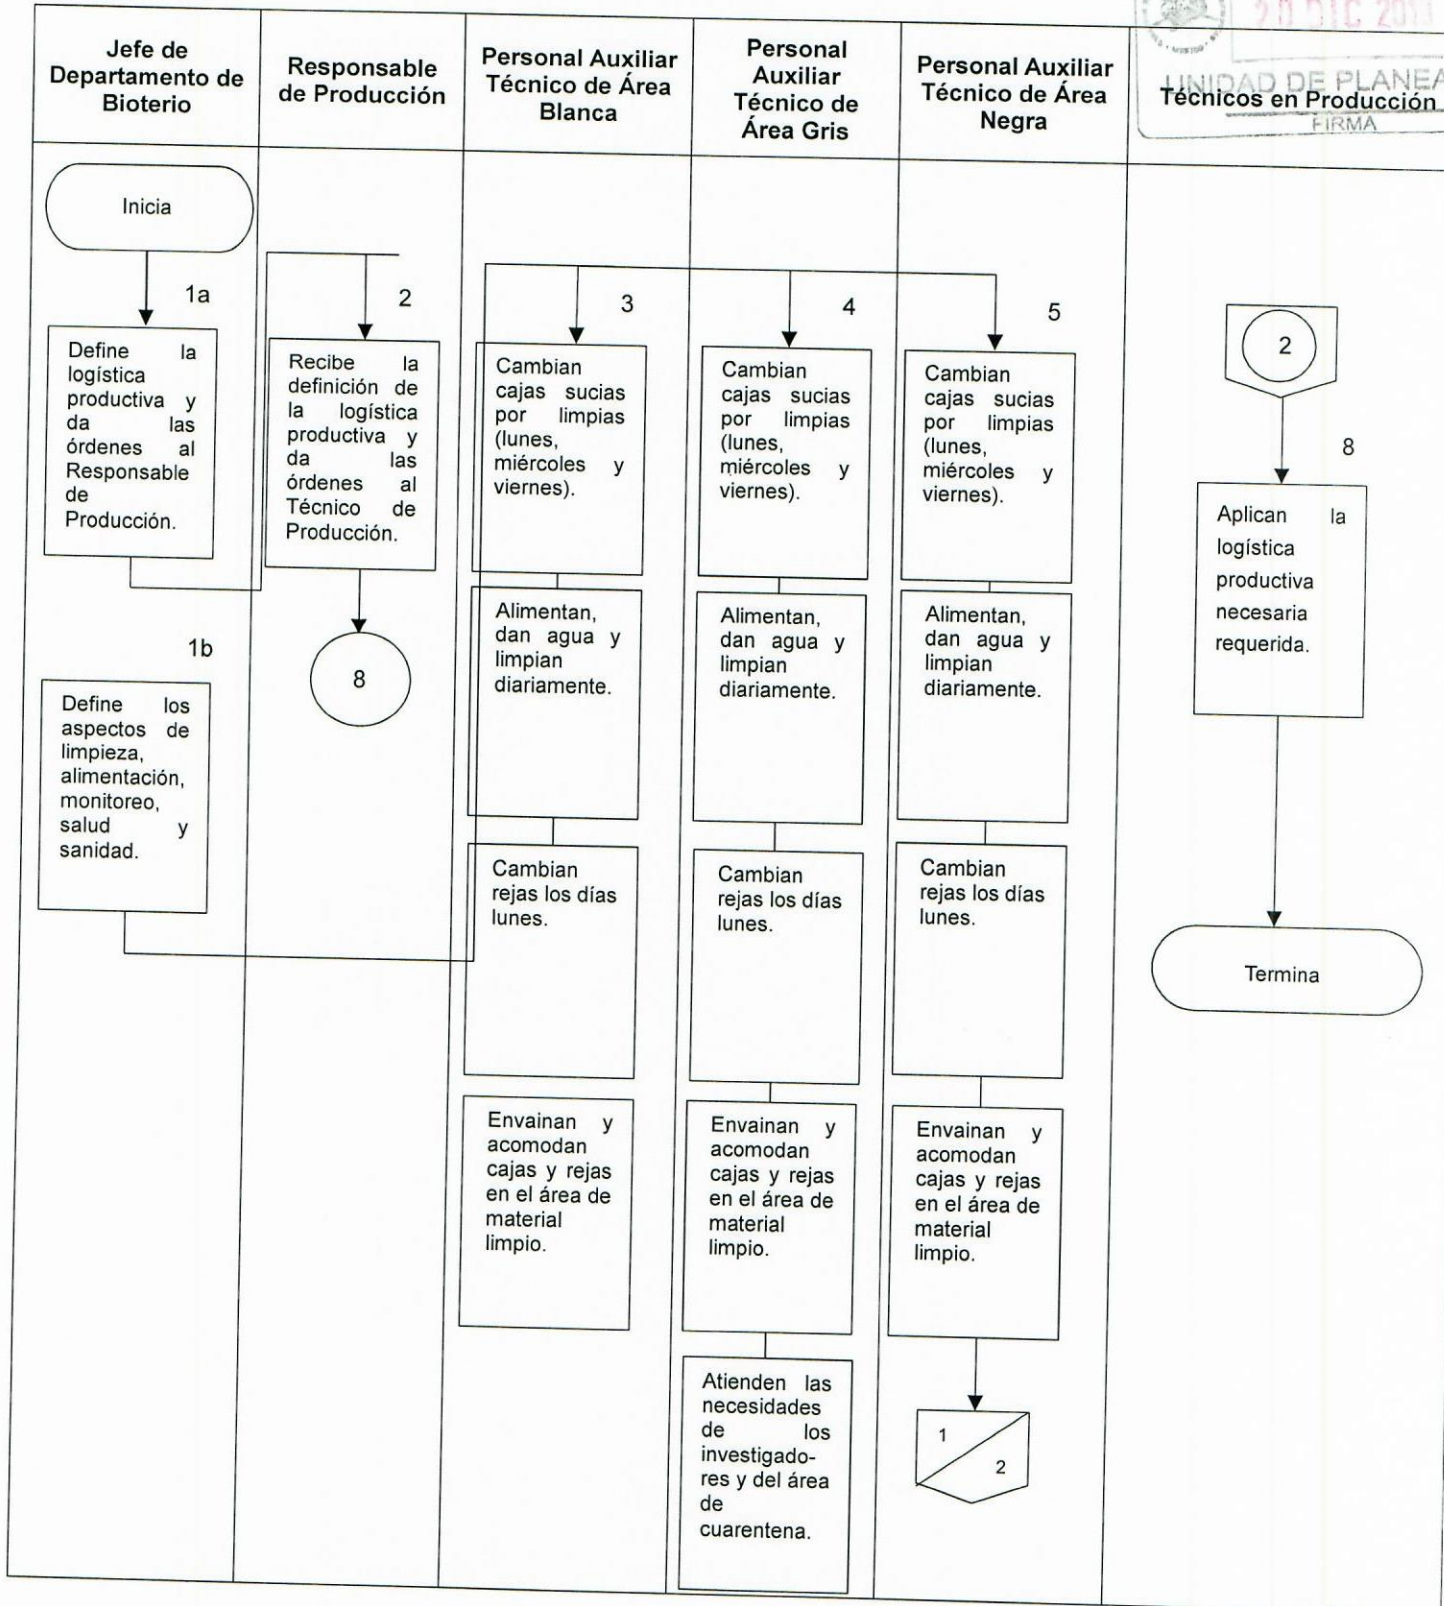 20 DIC
UNIDAD DE PLANEA
FIRMA
Jefe de
Departamento de
Bioterio
Responsable
de Producción
Personal Auxiliar
Técnico de Área
Blanca
Personal
Auxiliar
Técnico de
Área Gris
Personal Auxiliar
Técnico de Área
Negra
Técnicos en Producción
Inicia
1a
Define la
logística
productiva y
da las
órdenes al
Responsable
de
Producción.
1b
Define los
aspectos de
limpieza,
alimentación,
monitoreo,
salud y
sanidad.
2
Recibe la
definición de
la logística
productiva y
da las
órdenes al
Técnico de
Producción.
8
3
Cambian
cajas sucias
por limpias
(lunes,
miércoles y
viernes).
Alimentan,
dan agua y
limpian
diariamente.
Cambian
rejas los días
lunes.
Envainan y
acomodan
cajas y rejas
en el área de
material
limpio.
4
Cambian
cajas sucias
por limpias
(lunes,
miércoles y
viernes).
Alimentan,
dan agua y
limpian
diariamente.
Cambian
rejas los días
lunes.
Envainan y
acomodan
cajas y rejas
en el área de
material
limpio.
Atienden las
necesidades
de los
investigado-
res y del área
de
cuarentena.
5
Cambian
cajas sucias
por limpias
(lunes,
miércoles y
viernes).
Alimentan,
dan agua y
limpian
diariamente.
Cambian
rejas los días
lunes.
Envainan y
acomodan
cajas y rejas
en el área de
material
limpio.
1
2
2
8
Aplican la
logística
productiva
necesaria
requerida.
Termina